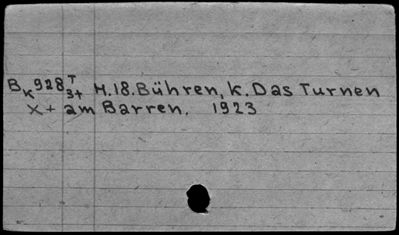 BK 928 T 3+ H.18. Bühren, K. Das Turnen
X + am Barren. 1923